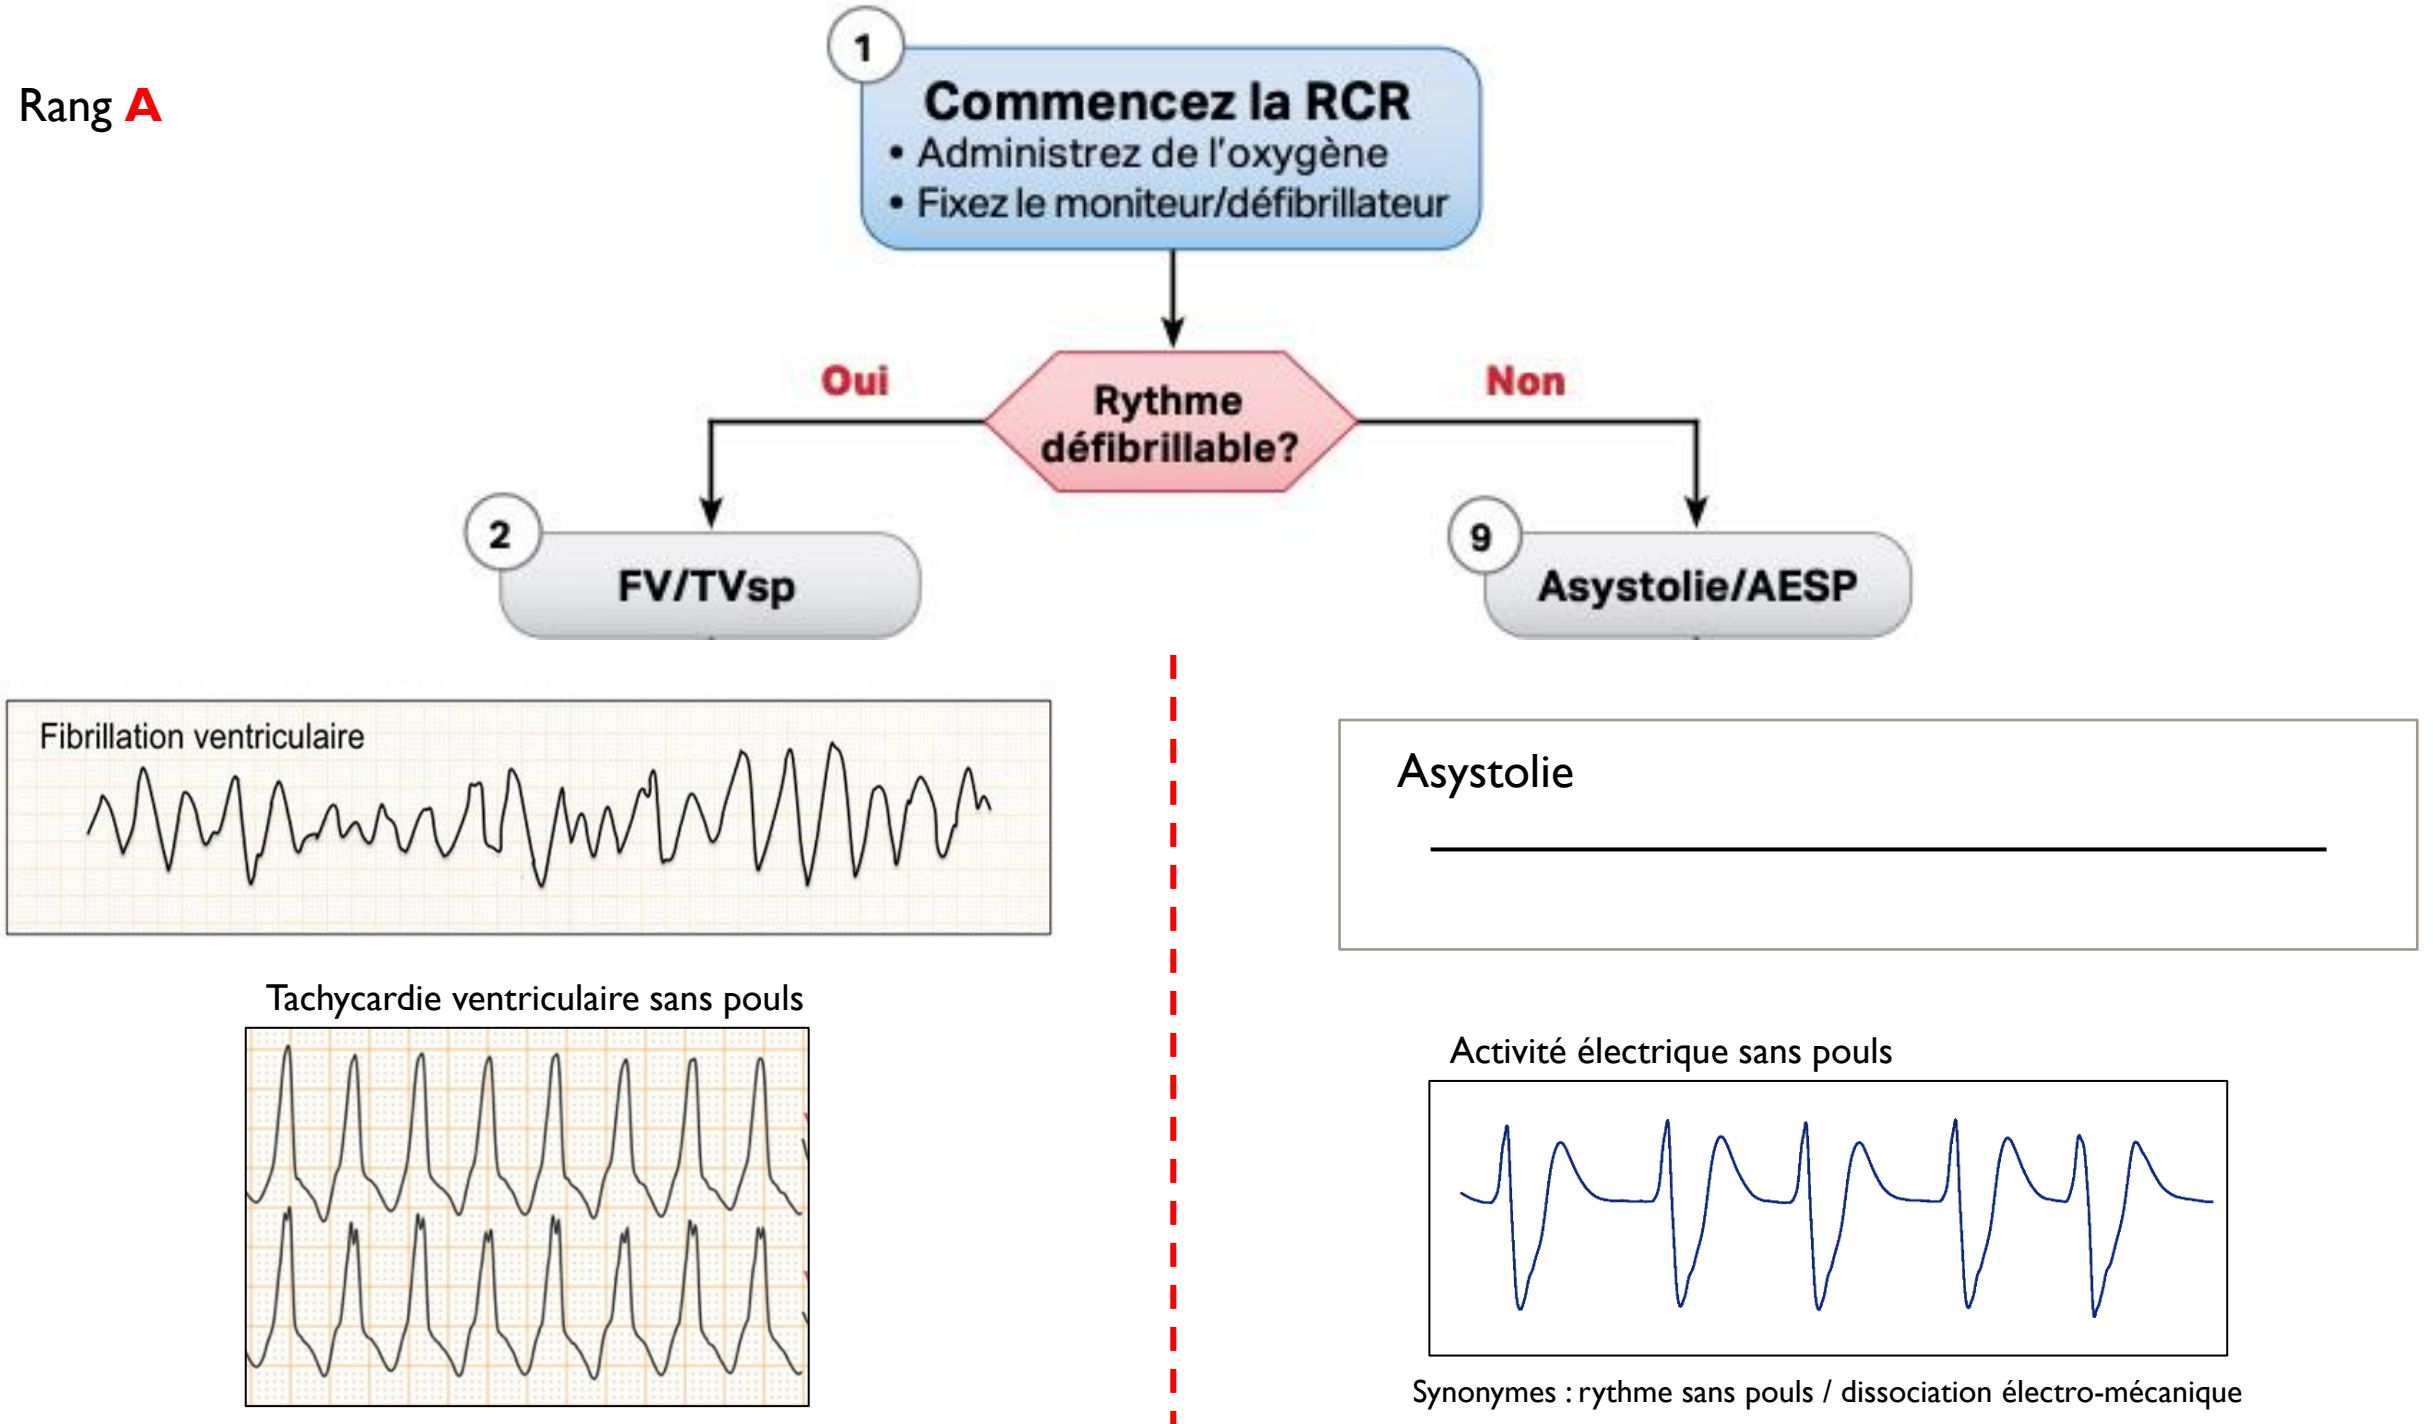 Rang A
1
Commencez la RCR
• Administrez de l'oxygène
• Fixez le moniteur/défibrillateur
Oui
Rythme
défibrillable?
Non
2
FV/TVsp
9
Asystolie/AESP
Fibrillation ventriculaire
Asystolie
Tachycardie ventriculaire sans pouls
Activité électrique sans pouls
Synonymes : rythme sans pouls / dissociation électro-mécanique